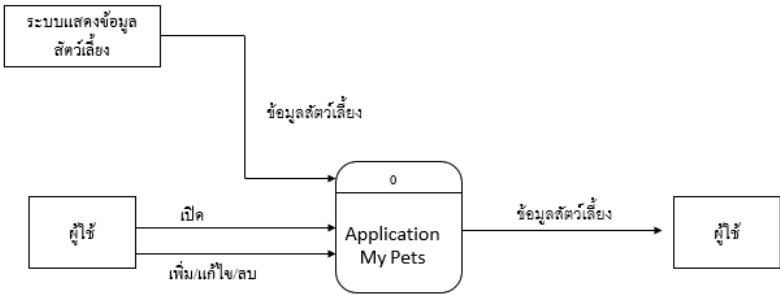 ระบบแสดงข้อมูล
สัตว์เลี้ยง
ข้อมูลสัตว์เลี้ยง
0
ผู้ใช้
เปิด
เพิ่ม/แก้ไข/ลบ
Application
My Pets
ข้อมูลสัตว์เลี้ยง
ผู้ใช้